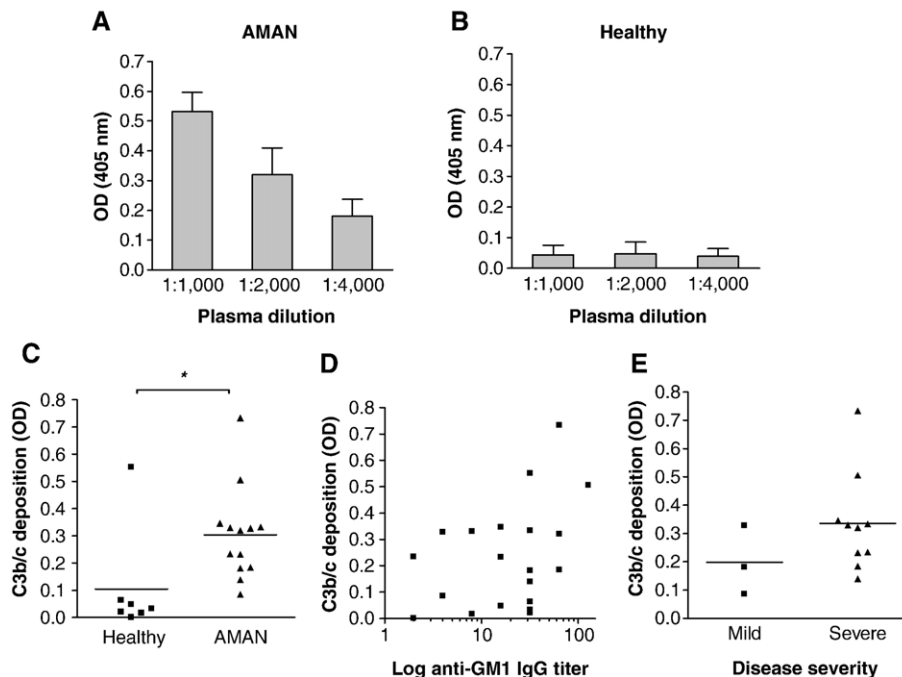 A
AMAN
OD (405 nm)
0.7
0.6
0.5
0.4
0.3
0.2
0.1
0.0
1:1,000 1:2,000 1:4,000
Plasma dilution
B
Healthy
OD (405 nm)
0.7
0.6
0.5
0.4
0.3
0.2
0.1
0.0
1:1,000 1:2,000 1:4,000
Plasma dilution
C
*
C3b/c deposition (OD)
0.8
0.7
0.6
0.5
0.4
0.3
0.2
0.1
0.0
Healthy AMAN
D
C3b/c deposition (OD)
0.8
0.7
0.6
0.5
0.4
0.3
0.2
0.1
0.0
1 10 100
Log anti-GM1 IgG titer
E
C3b/c deposition (OD)
0.8
0.7
0.6
0.5
0.4
0.3
0.2
0.1
0.0
Mild Severe
Disease severity